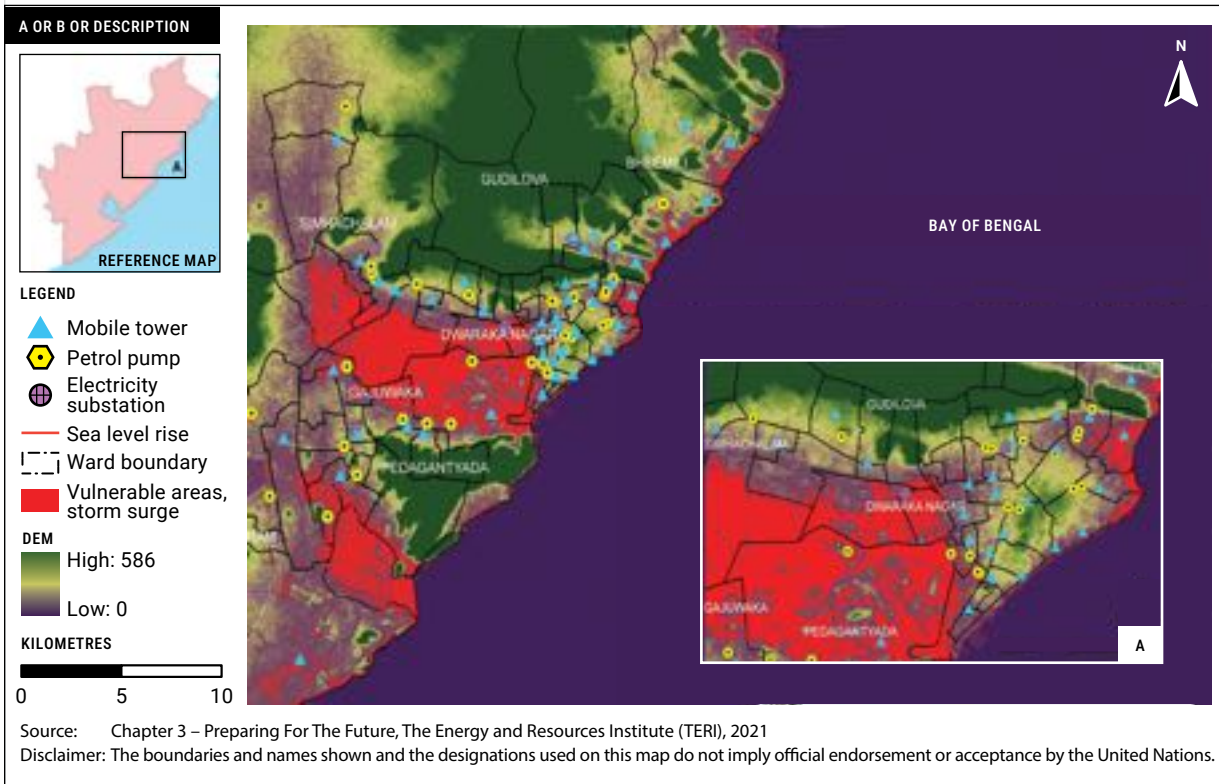 A OR B OR DESCRIPTION
REFERENCE MAP
LEGEND
Mobile tower
Petrol pump
Electricity
substation
Sea level rise
Ward boundary
Vulnerable areas,
storm surge
DEM
High: 586
Low: 0
KILOMETRES
0 5 10
A
N
BAY OF BENGAL
GUDILOVA
SIMHACHALAM
DWARAKA NAGAR
GAJUWAKA
PEDAGANTYADA
GUDILOVA
DWARAKA NAGAR
GAJUWAKA
PEDAGANTYADA
A
Source: Chapter 3 – Preparing For The Future, The Energy and Resources Institute (TERI), 2021
Disclaimer: The boundaries and names shown and the designations used on this map do not imply official endorsement or acceptance by the United Nations.